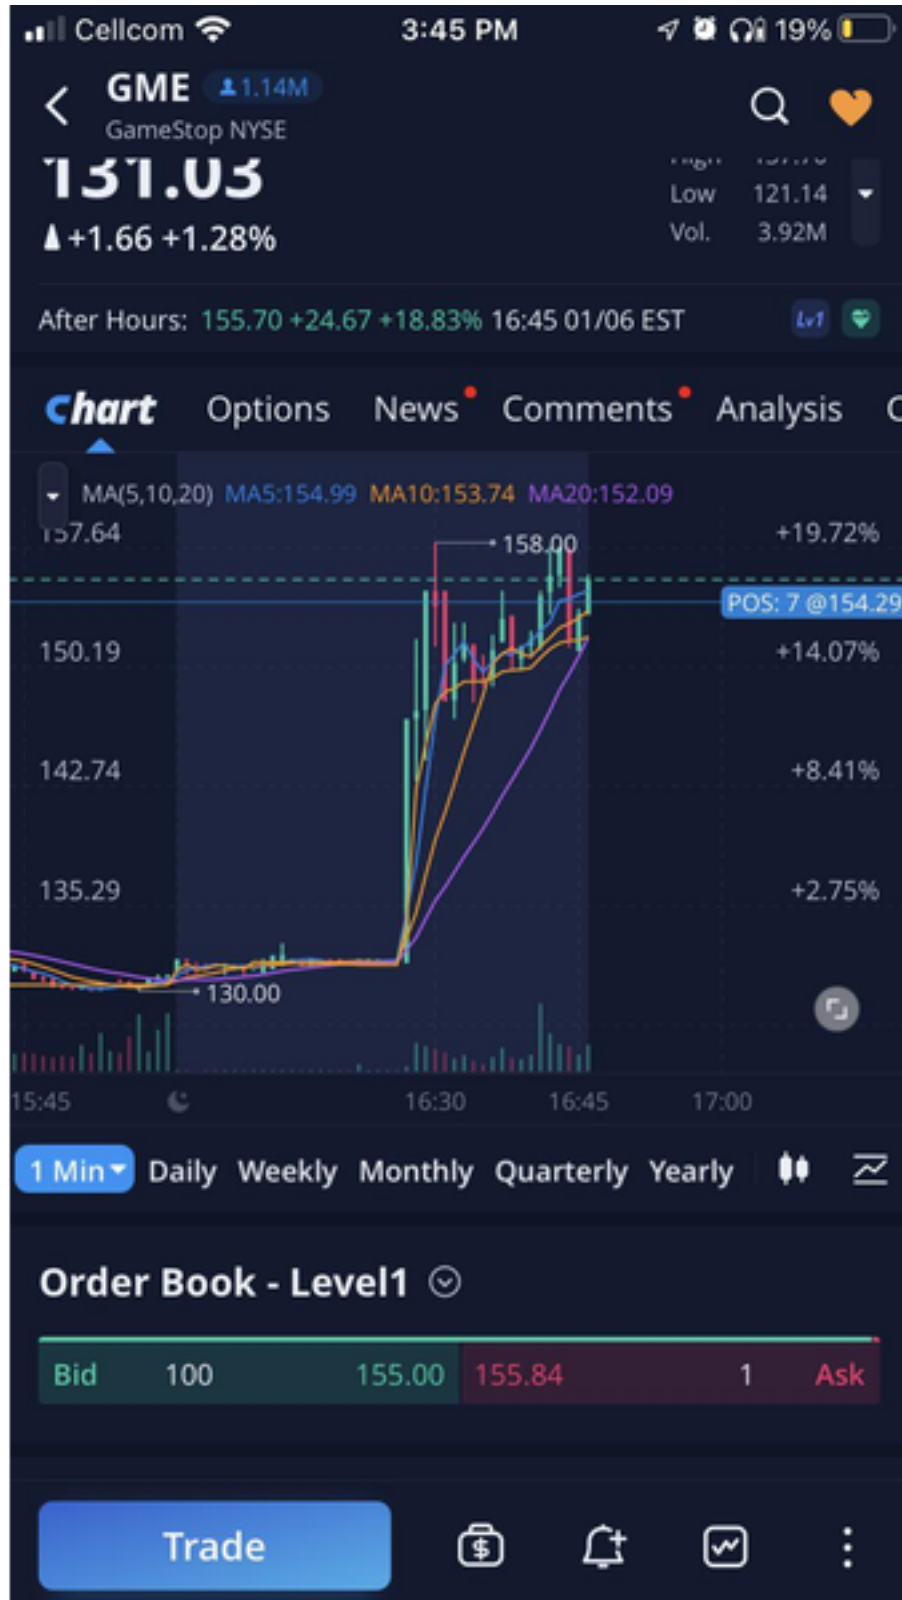 Cellcom 3:45 PM 19%
GME 1.14M
GameStop NYSE
131.03
Low 121.14
+1.66 +1.28% Vol. 3.92M
After Hours: 155.70 +24.67 +18.83% 16:45 01/06 EST Lv1
Chart Options News Comments Analysis
MA(5,10,20) MA5:154.99 MA10:153.74 MA20:152.09
157.64 158.00 +19.72%
POS: 7 @154.29
150.19 +14.07%
142.74 +8.41%
135.29 +2.75%
130.00
15:45 16:30 16:45 17:00
1 Min Daily Weekly Monthly Quarterly Yearly
Order Book - Level1
Bid 100 155.00 155.84 1 Ask
Trade